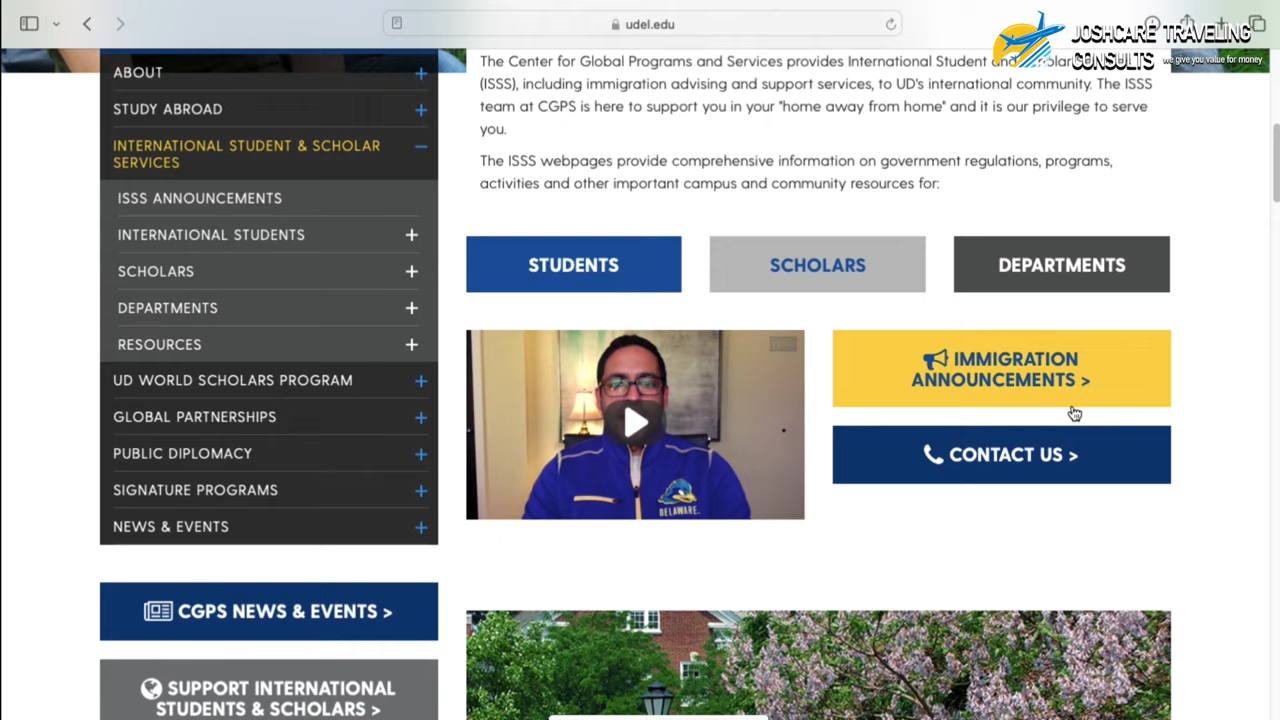 udel.edu
JOSHCARE TRAVELING
CONSULTS
we give you value for money
ABOUT
STUDY ABROAD
INTERNATIONAL STUDENT & SCHOLAR
SERVICES
ISSS ANNOUNCEMENTS
INTERNATIONAL STUDENTS
SCHOLARS
DEPARTMENTS
RESOURCES
UD WORLD SCHOLARS PROGRAM
GLOBAL PARTNERSHIPS
PUBLIC DIPLOMACY
SIGNATURE PROGRAMS
NEWS & EVENTS
CGPS NEWS & EVENTS >
SUPPORT INTERNATIONAL
STUDENTS & SCHOLARS >
The Center for Global Programs and Services provides International Student and Scholar
(ISSS), including immigration advising and support services, to UD's international community. The ISSS
team at CGPS is here to support you in your "home away from home" and it is our privilege to serve
you.
The ISSS webpages provide comprehensive information on government regulations, programs,
activities and other important campus and community resources for:
STUDENTS
SCHOLARS
DEPARTMENTS
DELAWARE
IMMIGRATION
ANNOUNCEMENTS >
CONTACT US >